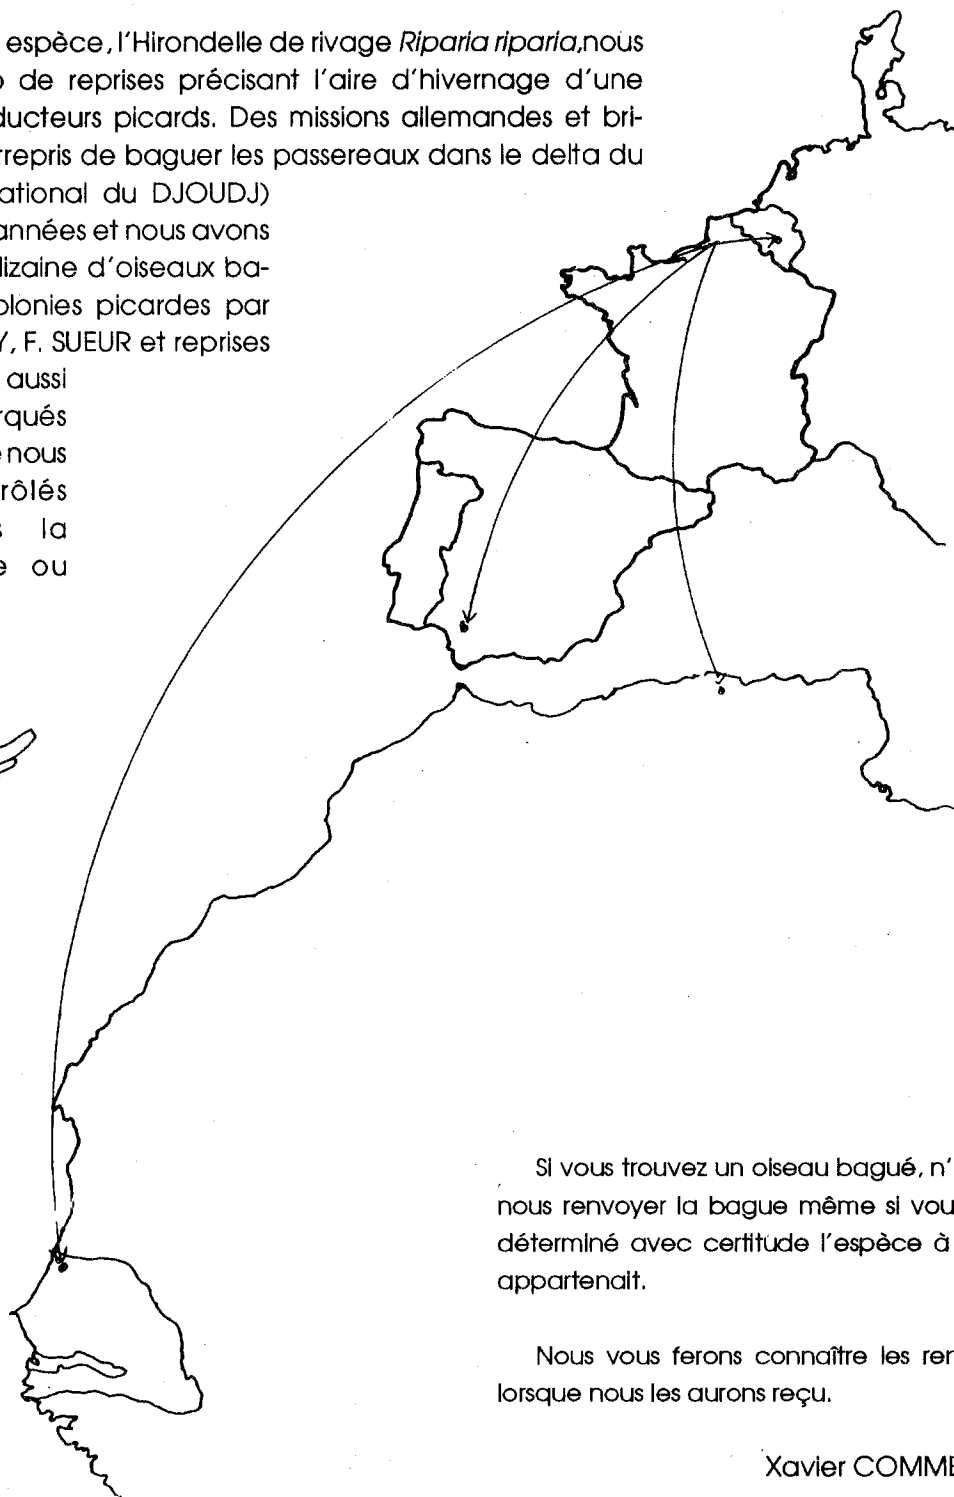 espèce, l'Hirondelle de rivage Riparia riparia,nous
de reprises précisant l'aire d'hivernage d'une
ducteurs picards. Des missions allemandes et bri-
repris de baguer les passereaux dans le delta du
ational du DJOUDJ)
années et nous avons
dizaine d'oiseaux ba-
olonies picardes par
Y, F. SUEUR et reprises
aussi
rqués
nous
rôlés
la
ou
Si vous trouvez un oiseau bagué, n'
nous renvoyer la bague même si vou
déterminé avec certitude l'espèce à
appartenait.
Nous vous ferons connaître les ren
lorsque nous les aurons reçu.
Xavier COMME